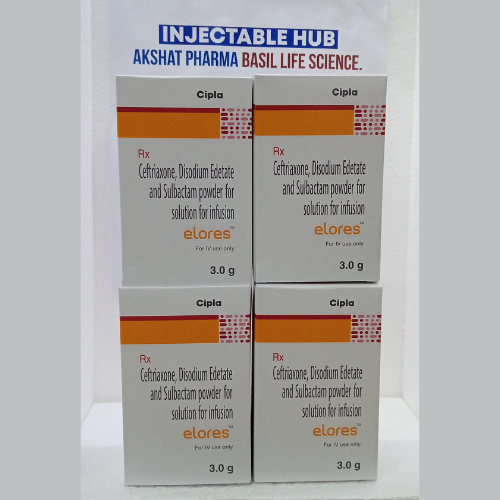 INJECTABLE HUB
AKSHAT PHARMA BASIL LIFE SCIENCE.
Cipla
Rx
Ceftriaxone, Disodium Edetate
and Sulbactam powder for
solution for infusion
elores™
For IV use only
3.0 g
Cipla
Rx
Ceftriaxone, Disodium Edetate
and Sulbactam powder for
solution for infusion
elores™
For IV use only
3.0 g
Cipla
Rx
Ceftriaxone, Disodium Edetate
and Sulbactam powder for
solution for infusion
elores™
For IV use only
3.0 g
Cipla
Rx
Ceftriaxone, Disodium Edetate
and Sulbactam powder for
solution for infusion
elores™
For IV use only
3.0 g